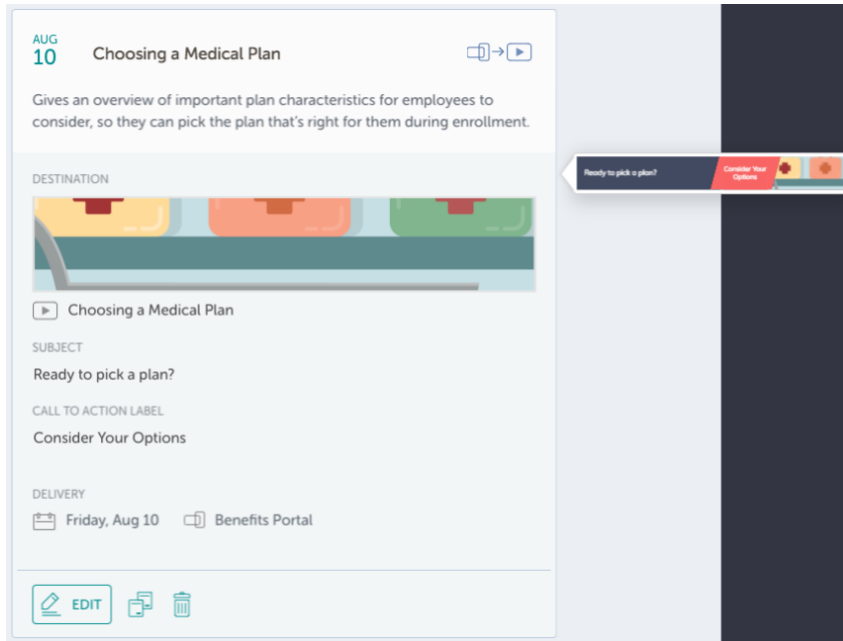 AUG
10
Choosing a Medical Plan
Gives an overview of important plan characteristics for employees to
consider, so they can pick the plan that's right for them during enrollment.
DESTINATION
Choosing a Medical Plan
SUBJECT
Ready to pick a plan?
CALL TO ACTION LABEL
Consider Your Options
DELIVERY
Friday, Aug 10 Benefits Portal
EDIT
Ready to pick a plan?
Consider Your
Options